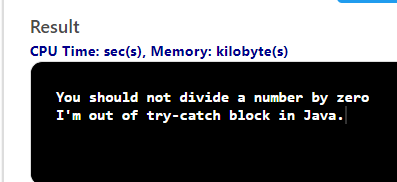 Result
CPU Time: sec(s), Memory: kilobyte(s)
You should not divide a number by zero
I'm out of try-catch block in Java.